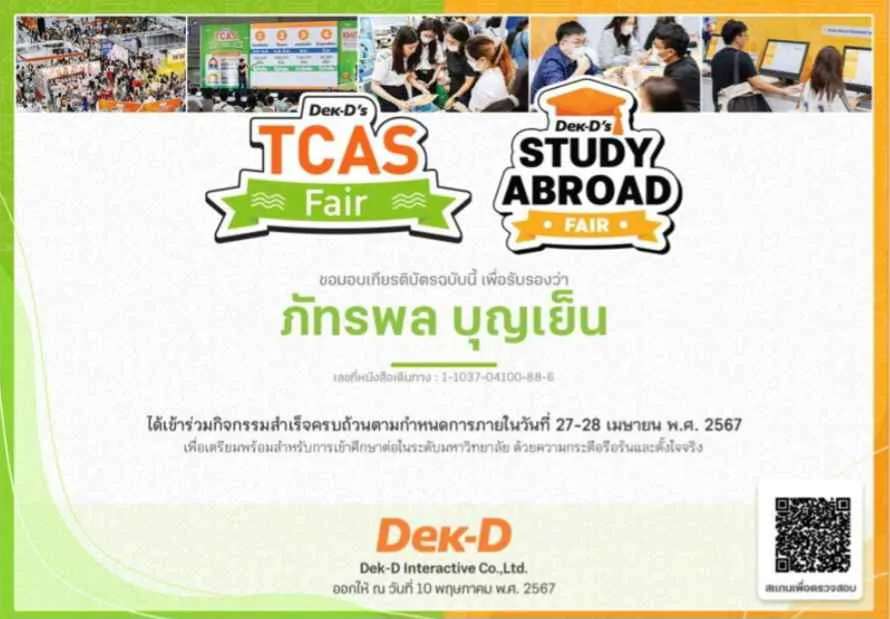 Dek-D's
TCAS
Fair
Dek-D's
STUDY
ABROAD
FAIR
ขอมอบเกียรติบัตรฉบับนี้ เพื่อรับรองว่า
ภัทรพล บุญเย็น
เลขที่หนังสือเดินทาง : 1-1037-04100-88-6
ได้เข้าร่วมกิจกรรมสำเร็จครบถ้วนตามกำหนดการภายในวันที่ 27-28 เมษายน พ.ศ. 2567
เพื่อเตรียมพร้อมสำหรับการเข้าศึกษาต่อในระดับมหาวิทยาลัย ด้วยความกระตือรือร้นและตั้งใจจริง
Dek-D
Dek-D Interactive Co.,Ltd.
ออกให้ ณ วันที่ 10 พฤษภาคม พ.ศ. 2567
สแกนเพื่อตรวจสอบ